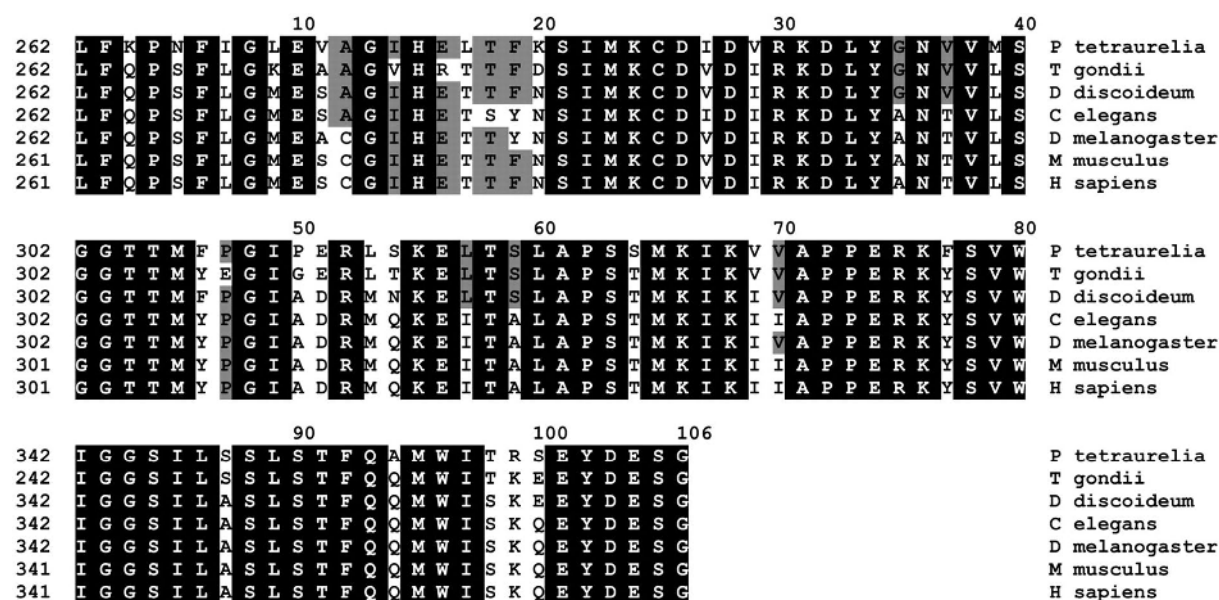 10 20 30 40
262 L F K P N F I G L E V A G I H E L T F K S I M K C D I D V R K D L Y G N V V M S P tetraurelia
262 L F Q P S F L G K E A A G V H R T T F D S I M K C D V D I R K D L Y G N V V L S T gondii
262 L F Q P S F L G M E S A G I H E T T F N S I M K C D V D I R K D L Y G N V V L S D discoideum
262 L F Q P S F L G M E S A G I H E T S Y N S I M K C D I D I R K D L Y A N T V L S C elegans
262 L F Q P S F L G M E A C G I H E T T Y N S I M K C D V D I R K D L Y A N T V L S D melanogaster
261 L F Q P S F L G M E S C G I H E T T F N S I M K C D V D I R K D L Y A N T V L S M musculus
261 L F Q P S F L G M E S C G I H E T T F N S I M K C D V D I R K D L Y A N T V L S H sapiens
50 60 70 80
302 G G T T M F P G I P E R L S K E L T S L A P S S M K I K V V A P P E R K F S V W P tetraurelia
302 G G T T M Y E G I G E R L T K E L T S L A P S T M K I K V V A P P E R K Y S V W T gondii
302 G G T T M F P G I A D R M N K E L T S L A P S T M K I K I V A P P E R K Y S V W D discoideum
302 G G T T M Y P G I A D R M Q K E I T A L A P S T M K I K I I A P P E R K Y S V W C elegans
302 G G T T M Y P G I A D R M Q K E I T A L A P S T M K I K I V A P P E R K Y S V W D melanogaster
301 G G T T M Y P G I A D R M Q K E I T A L A P S T M K I K I I A P P E R K Y S V W M musculus
301 G G T T M Y P G I A D R M Q K E I T A L A P S T M K I K I I A P P E R K Y S V W H sapiens
90 100 106
342 I G G S I L S S L S T F Q A M W I T R S E Y D E S G P tetraurelia
242 I G G S I L S S L S T F Q Q M W I T K E E Y D E S G T gondii
342 I G G S I L A S L S T F Q Q M W I S K E E Y D E S G D discoideum
342 I G G S I L A S L S T F Q Q M W I S K Q E Y D E S G C elegans
342 I G G S I L A S L S T F Q Q M W I S K Q E Y D E S G D melanogaster
341 I G G S I L A S L S T F Q Q M W I S K Q E Y D E S G M musculus
341 I G G S I L A S L S T F Q Q M W I S K Q E Y D E S G H sapiens